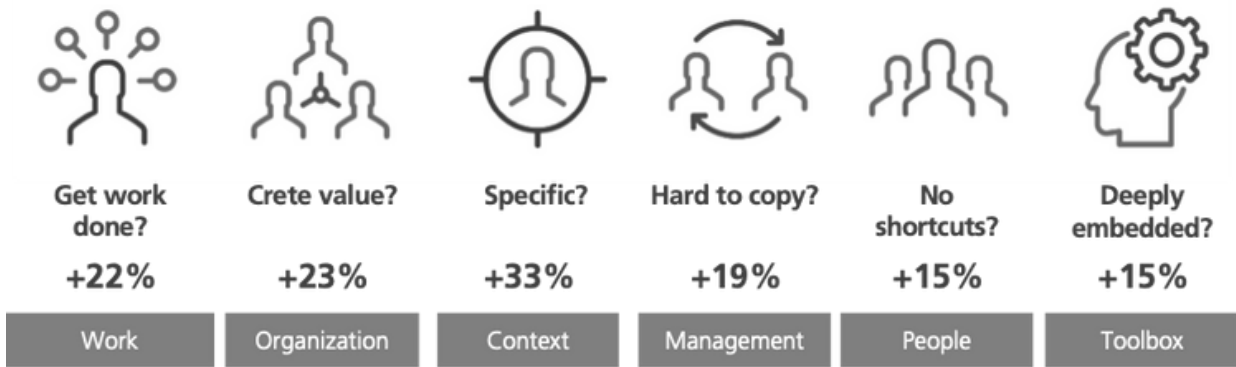 Get work
done?
Crete value?
Specific?
Hard to copy?
No
shortcuts?
Deeply
embedded?
+22%
+23%
+33%
+19%
+15%
+15%
Work
Organization
Context
Management
People
Toolbox